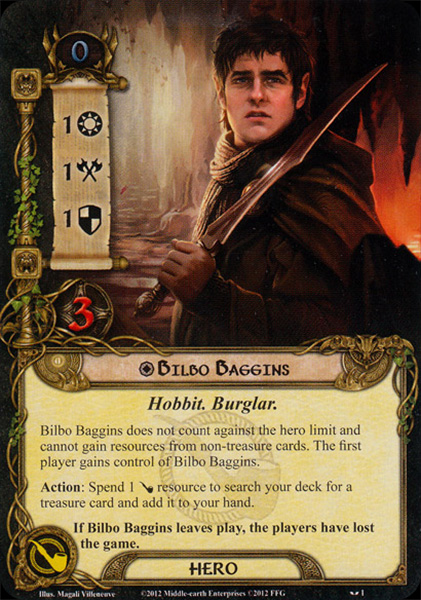 0
1
1
1
3
Bilbo Baggins
Hobbit. Burglar.
Bilbo Baggins does not count against the hero limit and
cannot gain resources from non-treasure cards. The first
player gains control of Bilbo Baggins.
Action: Spend 1 resource to search your deck for a
treasure card and add it to your hand.
If Bilbo Baggins leaves play, the players have lost
the game.
HERO
Illus. Magali Villeneuve ©2012 Middle-earth Enterprises ©2012 FFG 1